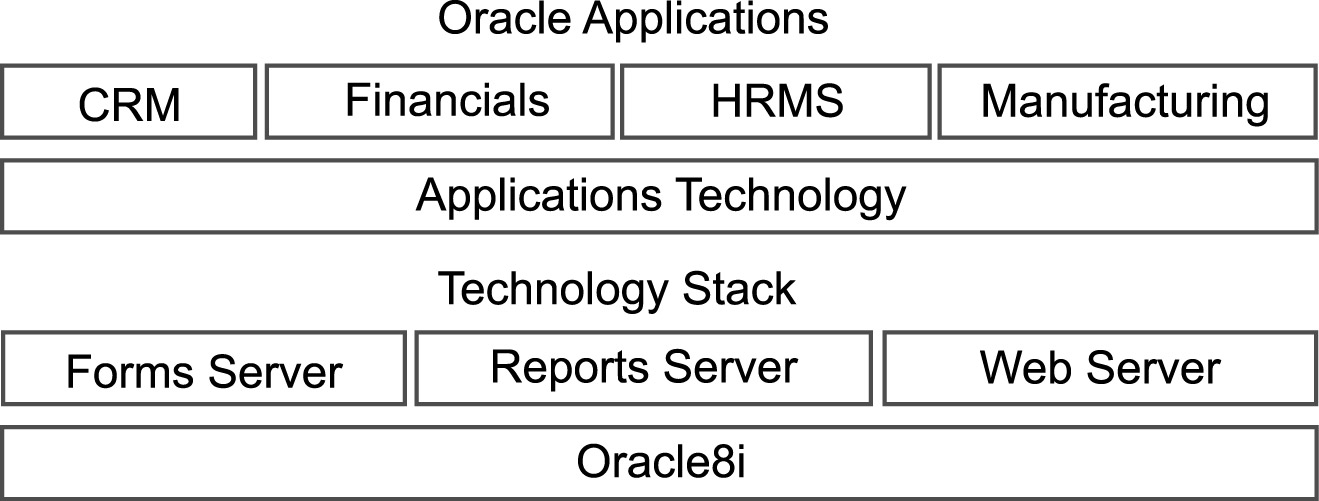 Oracle Applications
CRM
Financials
HRMS
Manufacturing
Applications Technology
Technology Stack
Forms Server
Reports Server
Web Server
Oracle8i